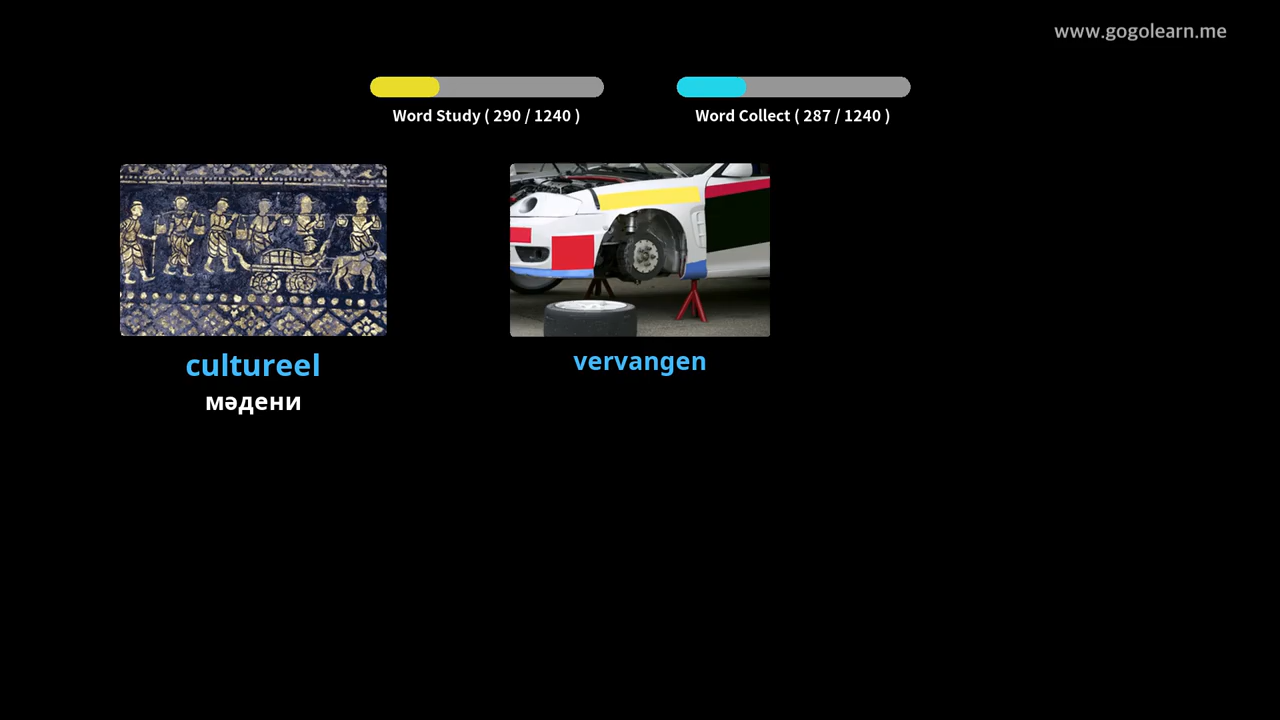 www.gogolearn.me
Word Study ( 290 / 1240 )
Word Collect ( 287 / 1240 )
cultureel
мәдени
vervangen